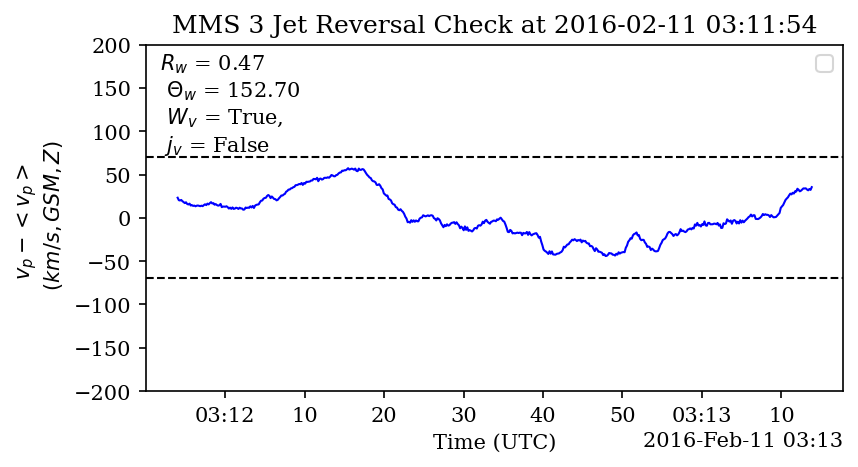 MMS 3 Jet Reversal Check at 2016-02-11 03:11:54
R_w = 0.47
Θ_w = 152.70
W_v = True,
j_v = False
v_p − < v_p >
(km/s, GSM, Z)
200
150
100
50
0
−50
−100
−150
−200
03:12 10 20 30 40 50 03:13 10
Time (UTC)
2016-Feb-11 03:13